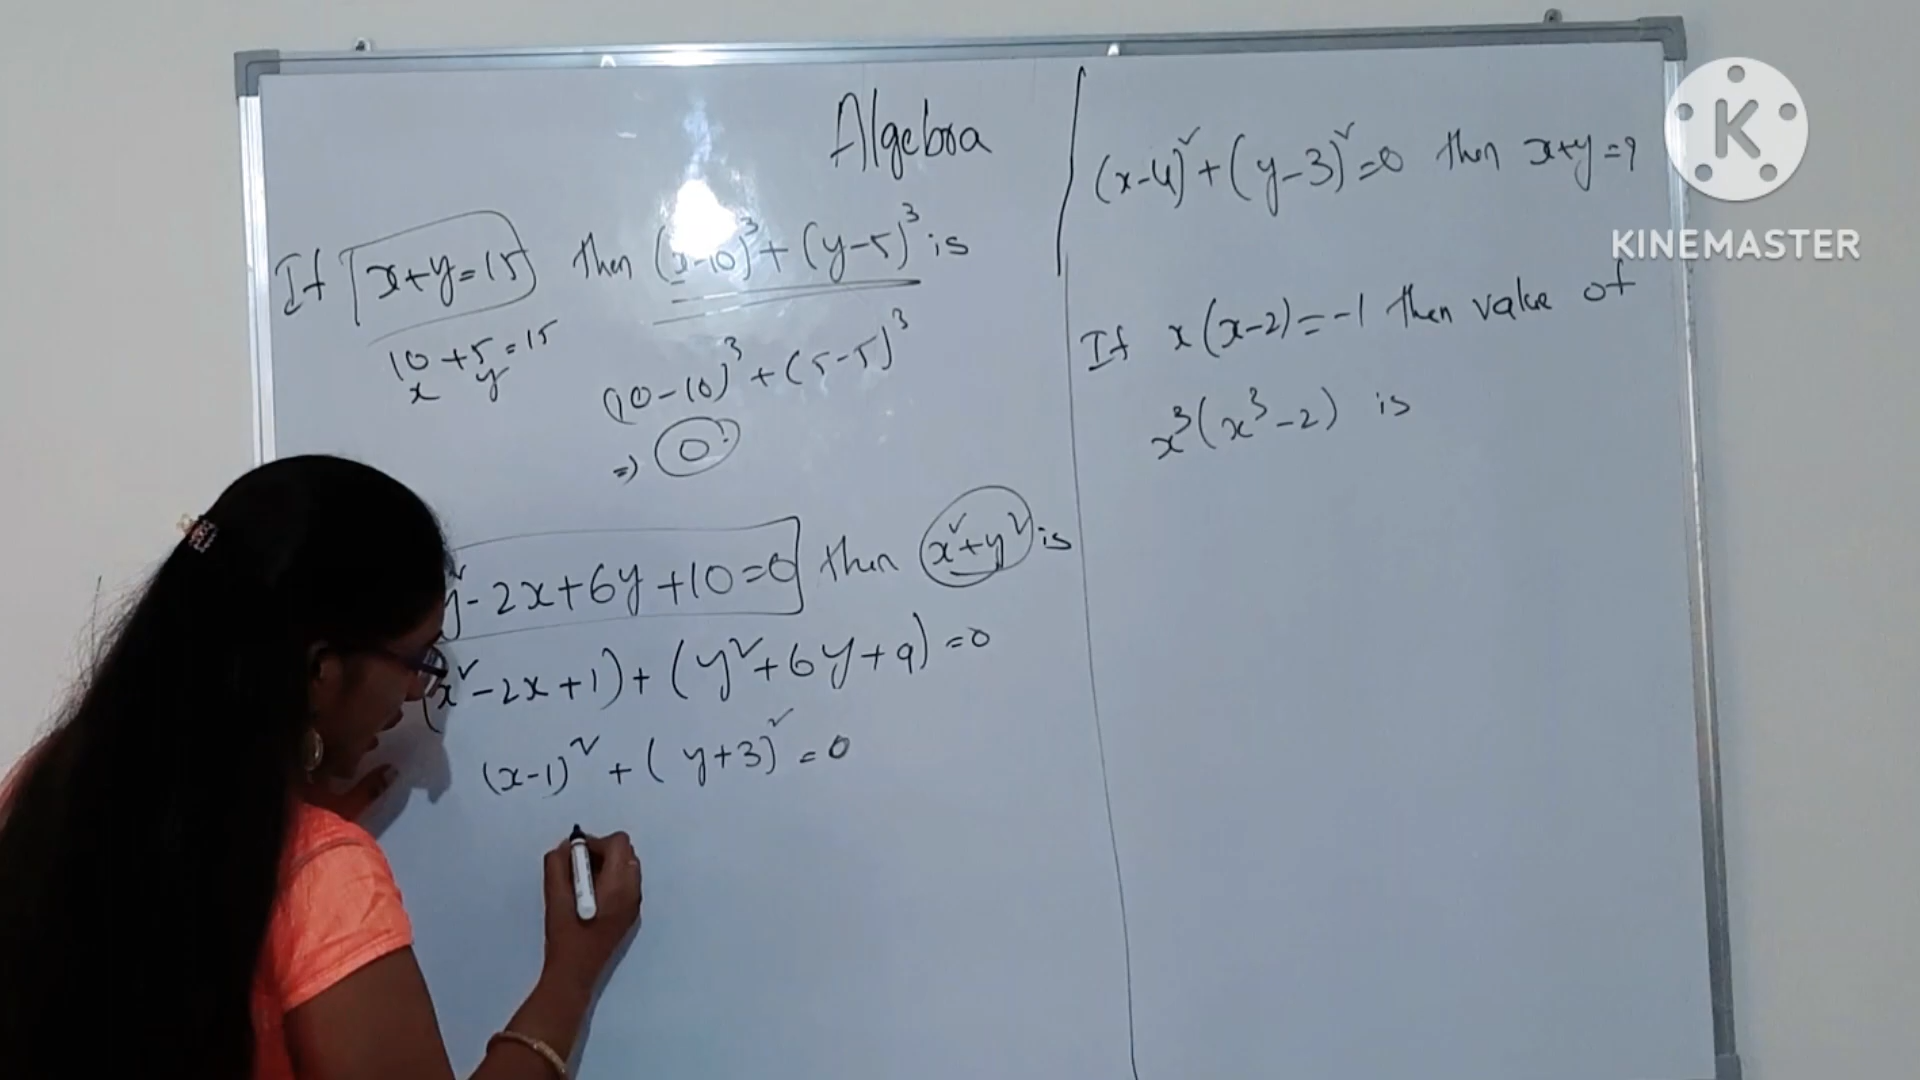 Algebra
If x+y=15 then (x-10)³+(y-5)³ is
10+5=15
x y
(10-10)³+(5-5)³
⇒ 0
y²-2x+6y+10=0 then x²+y² is
(x²-2x+1)+(y²+6y+9)=0
(x-1)²+(y+3)²=0
(x-4)²+(y-3)²=0 then x+y=?
If x(x-2)=-1 then value of
x³(x³-2) is
K
KINEMASTER